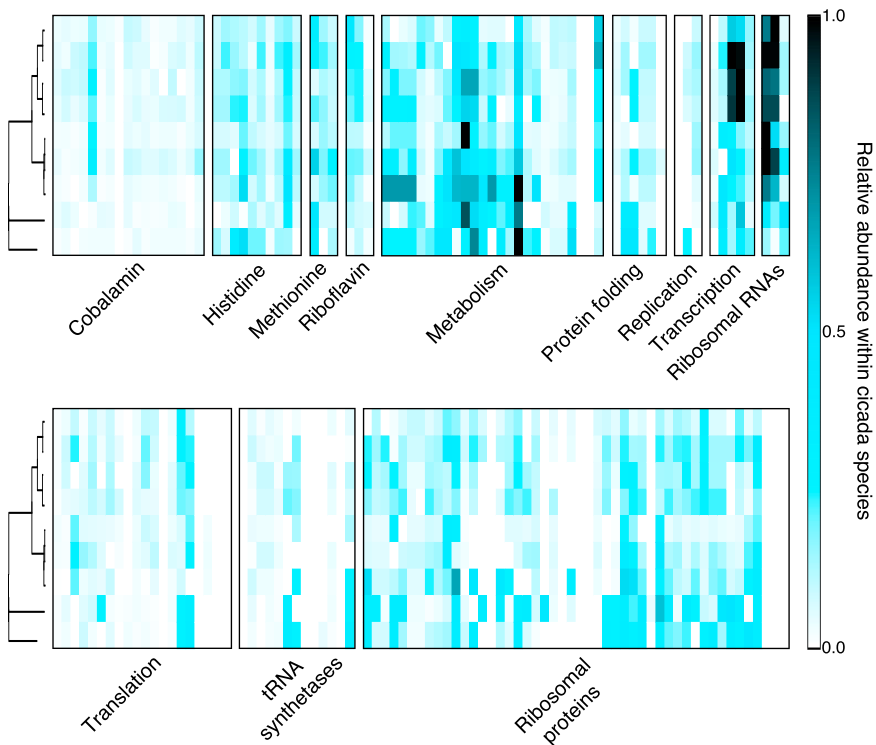 1.0
Cobalamin
Histidine
Methionine
Riboflavin
Metabolism
Protein folding
Replication
Transcription
Ribosomal RNAs
0.5
Relative abundance within cicada species
0.0
Translation
tRNA
synthetases
Ribosomal
proteins